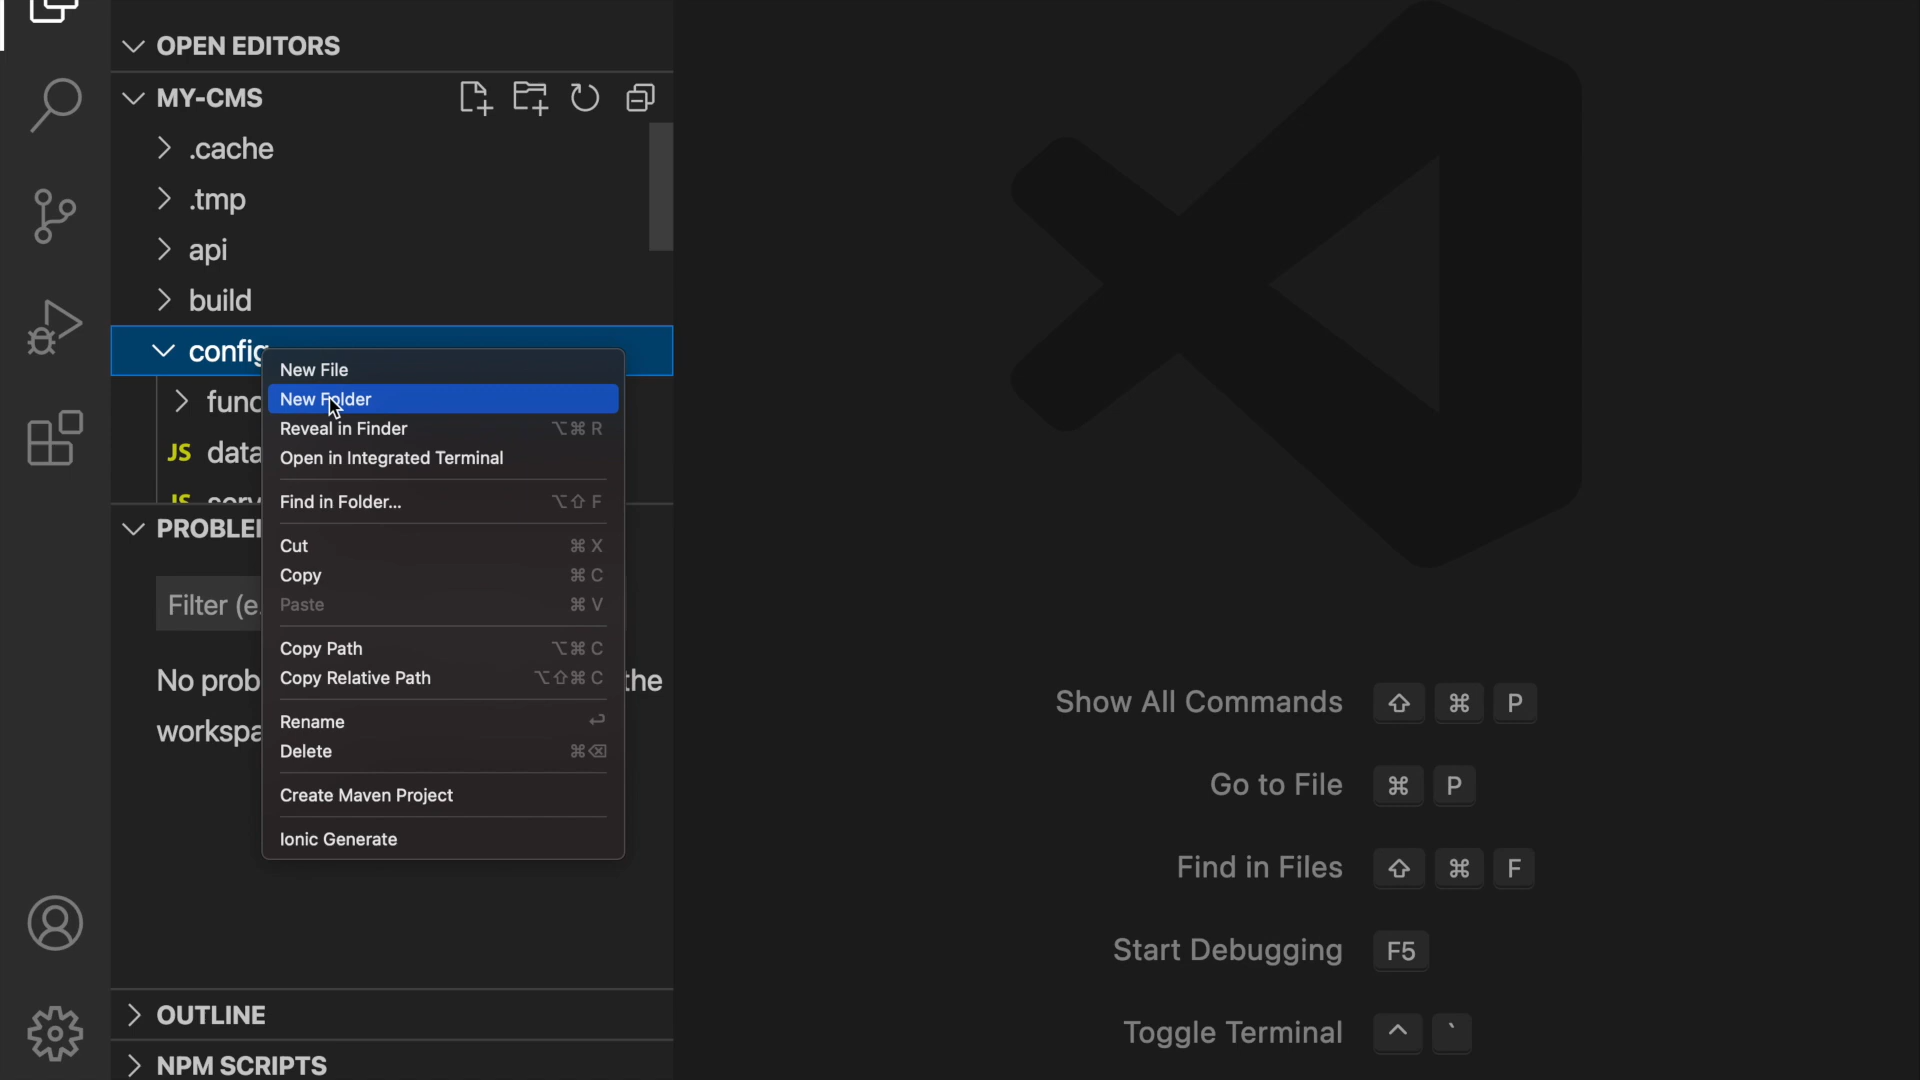 OPEN EDITORS
MY-CMS
.cache
.tmp
api
build
config
func
JS data
JS serv
New File
New Folder
Reveal in Finder ⌥⌘ R
Open in Integrated Terminal
Find in Folder... ⌥⇧ F
Cut ⌘ X
Copy ⌘ C
Paste ⌘ V
Copy Path ⌥⌘ C
Copy Relative Path ⌥⇧⌘ C
Rename ↩
Delete ⌘⌫
Create Maven Project
Ionic Generate
PROBLE
Filter (e.
No prob the
workspa
OUTLINE
NPM SCRIPTS
Show All Commands ⇧ ⌘ P
Go to File ⌘ P
Find in Files ⇧ ⌘ F
Start Debugging F5
Toggle Terminal ^ `